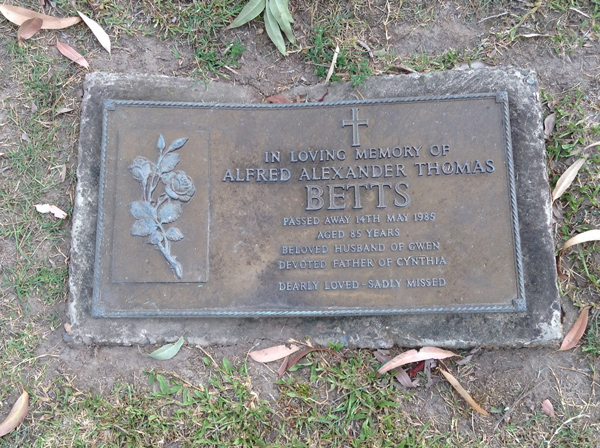 IN LOVING MEMORY OF
ALFRED ALEXANDER THOMAS
BETTS
PASSED AWAY 14TH MAY 1985
AGED 85 YEARS
BELOVED HUSBAND OF GWEN
DEVOTED FATHER OF CYNTHIA
DEARLY LOVED - SADLY MISSED